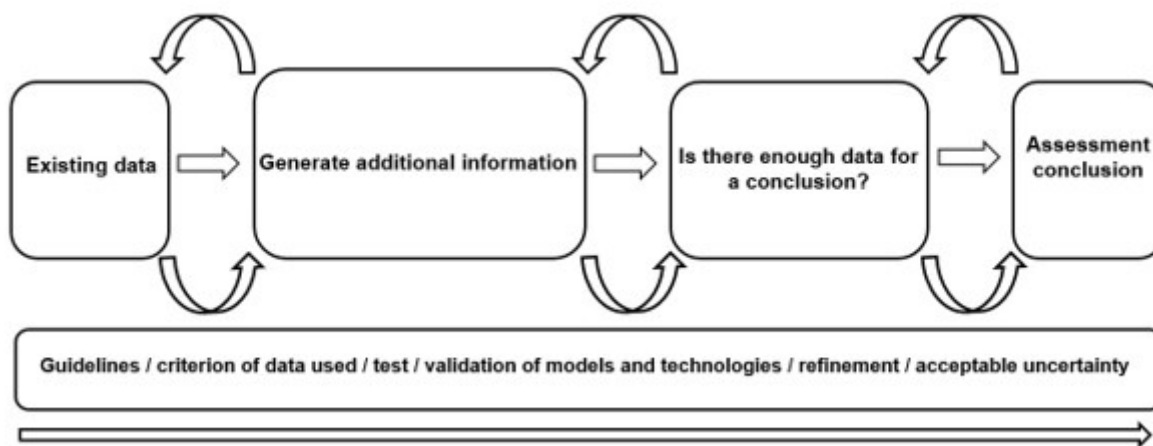 Existing data
Generate additional information
Is there enough data for
a conclusion?
Assessment
conclusion
Guidelines / criterion of data used / test / validation of models and technologies / refinement / acceptable uncertainty